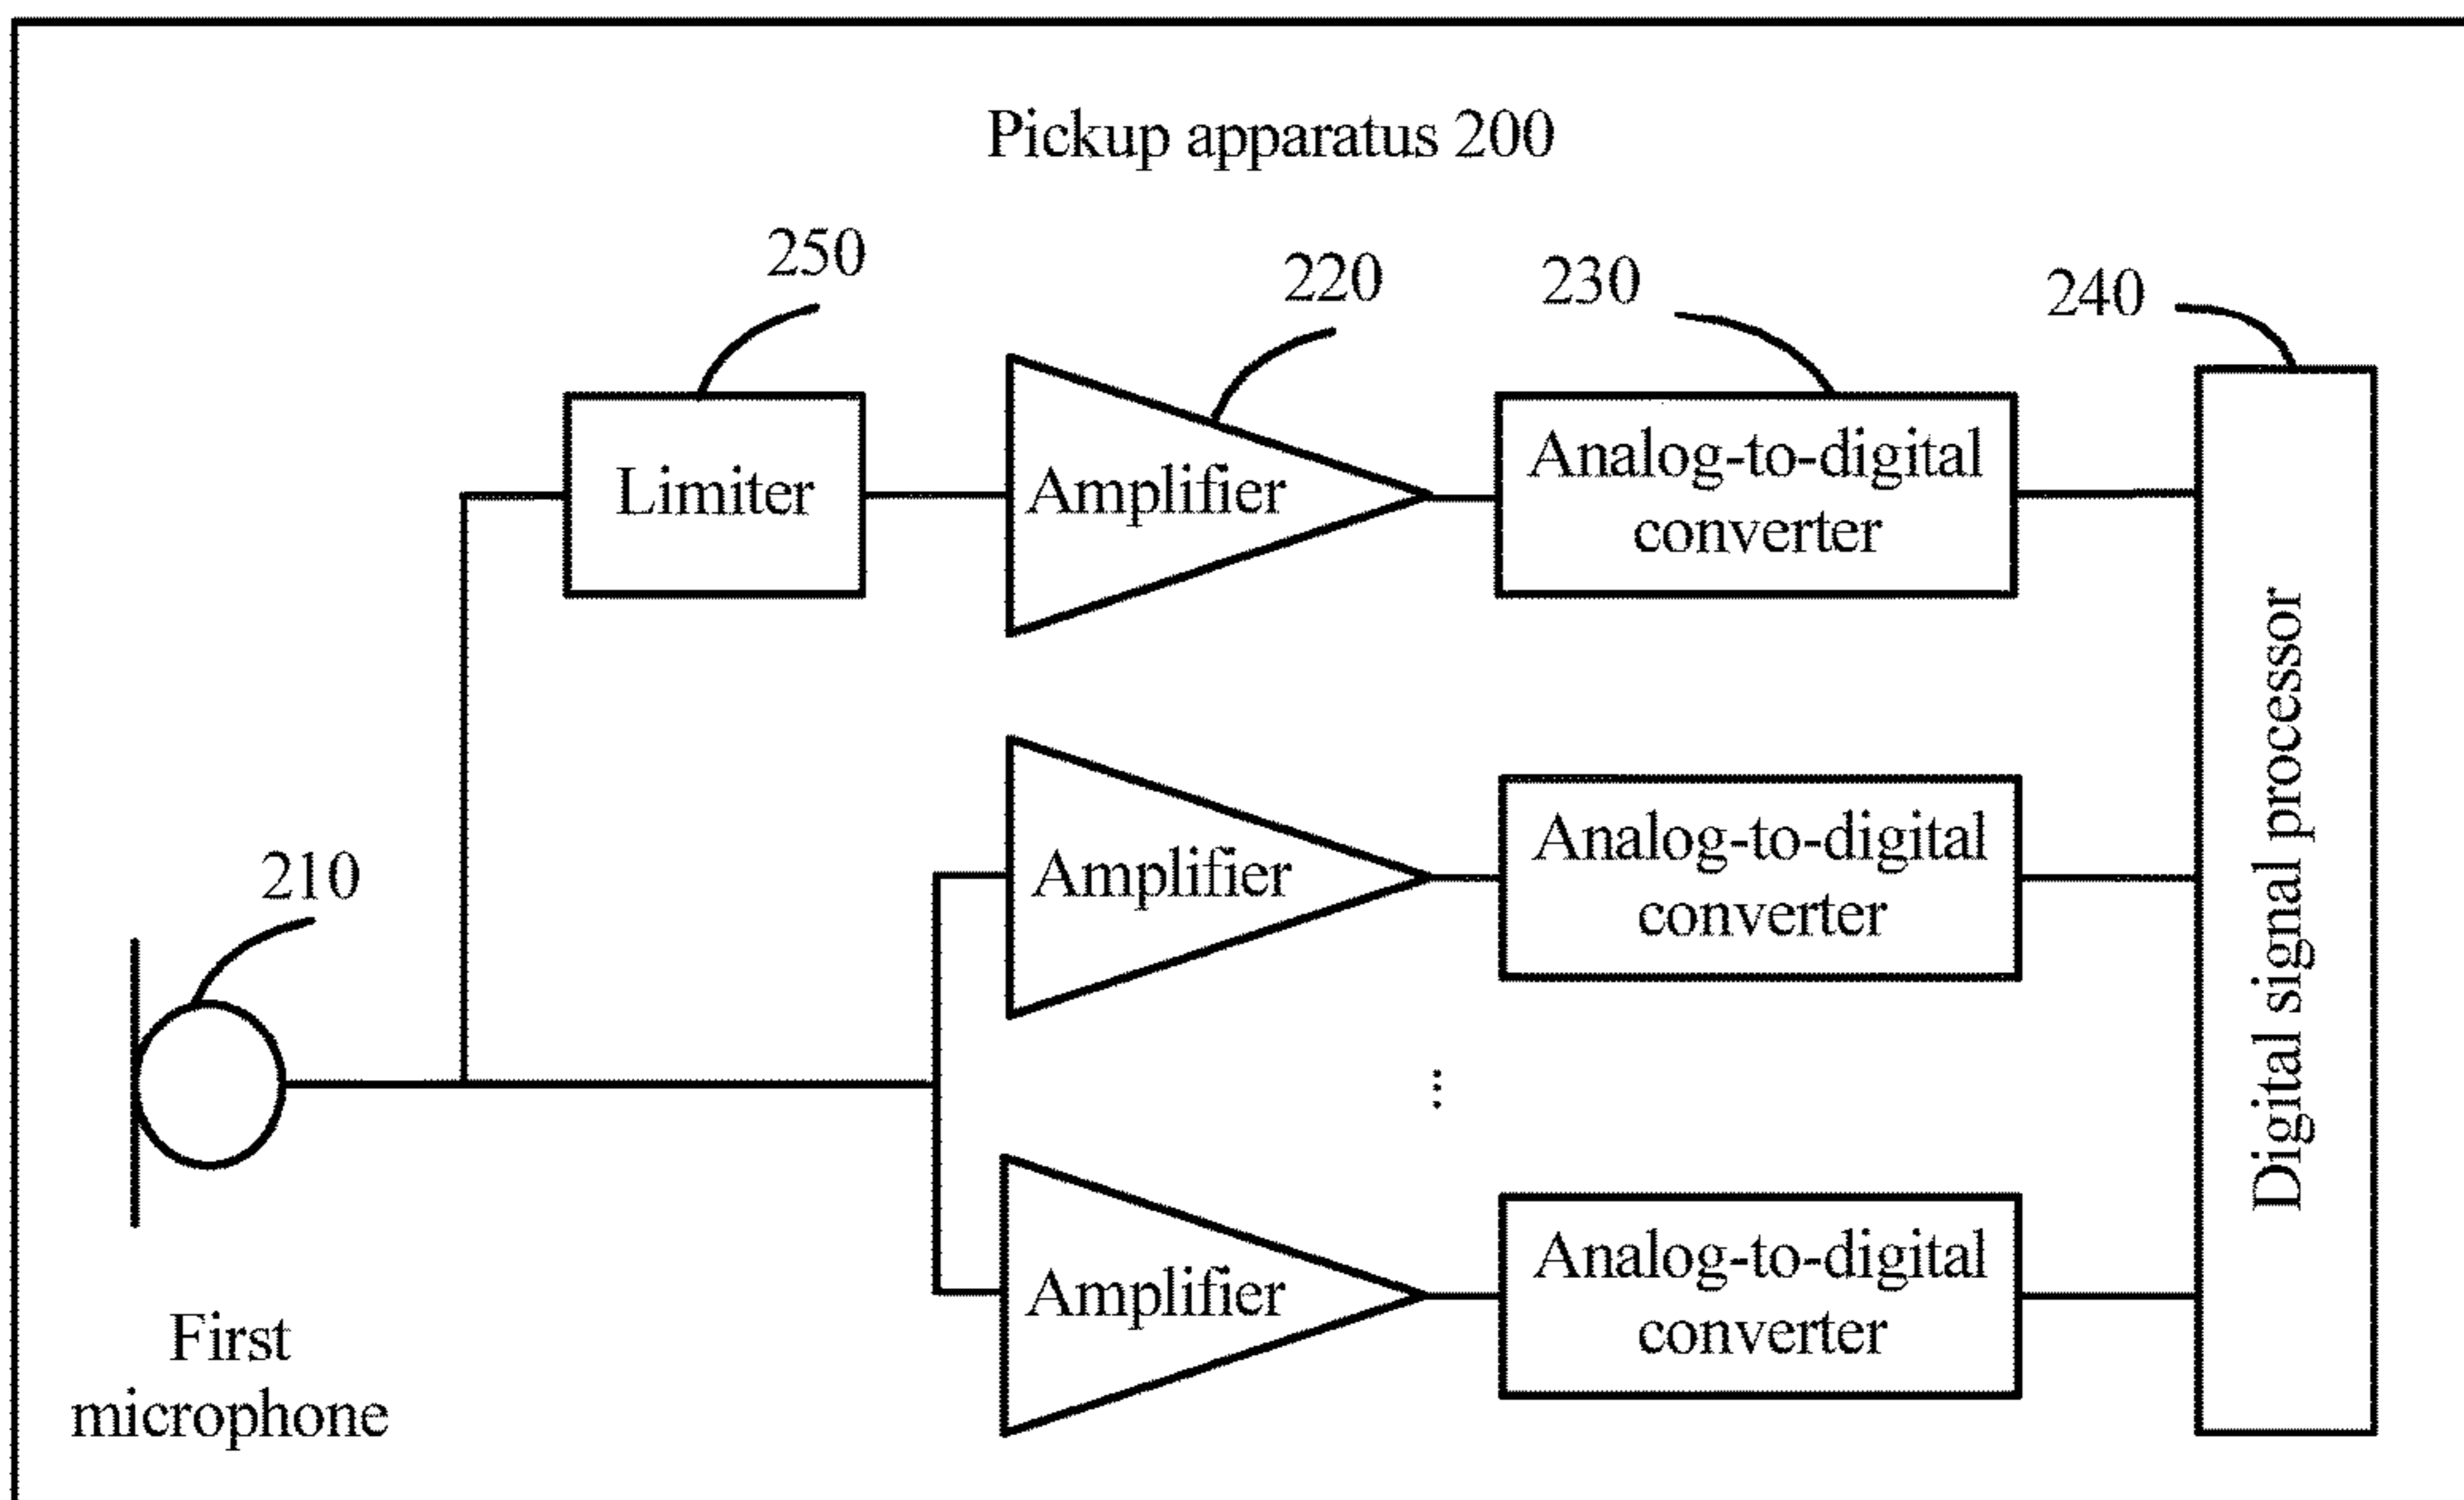 Pickup apparatus 200
250
220
230
240
Limiter
Amplifier
Analog-to-digital
converter
Amplifier
Analog-to-digital
converter
210
...
Amplifier
Analog-to-digital
converter
Digital signal processor
First
microphone